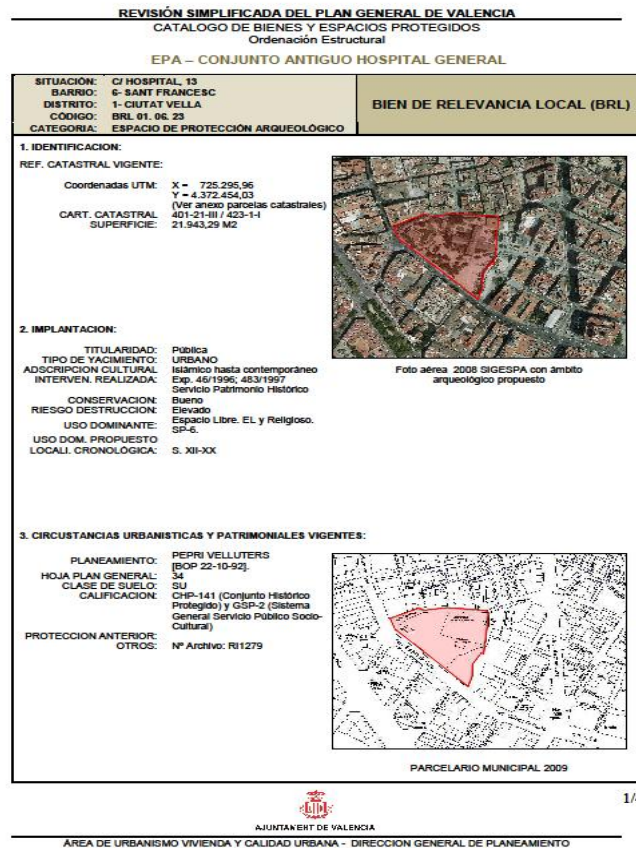 REVISIÓN SIMPLIFICADA DEL PLAN GENERAL DE VALENCIA
CATALOGO DE BIENES Y ESPACIOS PROTEGIDOS
Ordenación Estructural
EPA – CONJUNTO ANTIGUO HOSPITAL GENERAL
SITUACIÓN: C/ HOSPITAL, 13
BARRIO: 6- SANT FRANCESC
DISTRITO: 1- CIUTAT VELLA
CÓDIGO: BRL 01. 06. 23
CATEGORIA: ESPACIO DE PROTECCIÓN ARQUEOLÓGICO
BIEN DE RELEVANCIA LOCAL (BRL)
1. IDENTIFICACION:
REF. CATASTRAL VIGENTE:
Coordenadas UTM: X = 725.295,96
Y = 4.372.454,03
(Ver anexo parcelas catastrales)
CART. CATASTRAL 401-21-III / 423-1-I
SUPERFICIE: 21.943,29 M2
2. IMPLANTACION:
TITULARIDAD: Pública
TIPO DE YACIMIENTO: URBANO
ADSCRIPCION CULTURAL Islámico hasta contemporáneo
INTERVEN. REALIZADA: Exp. 46/1996; 483/1997
Servicio Patrimonio Histórico
CONSERVACION: Bueno
RIESGO DESTRUCCION: Elevado
USO DOMINANTE: Espacio Libre. EL y Religioso.
SP-6.
USO DOM. PROPUESTO
LOCALI. CRONOLÓGICA: S. XII-XX
Foto aérea 2008 SIGESPA con ámbito
arqueológico propuesto
3. CIRCUSTANCIAS URBANISTICAS Y PATRIMONIALES VIGENTES:
PLANEAMIENTO: PEPRI VELLUTERS
[BOP 22-10-92].
HOJA PLAN GENERAL: 34
CLASE DE SUELO: SU
CALIFICACION: CHP-141 (Conjunto Histórico
Protegido) y GSP-2 (Sistema
General Servicio Público Socio-
Cultural)
PROTECCION ANTERIOR:
OTROS: Nº Archivo: RI1279
PARCELARIO MUNICIPAL 2009
1/4
AJUNTAMENT DE VALENCIA
ÁREA DE URBANISMO VIVIENDA Y CALIDAD URBANA - DIRECCION GENERAL DE PLANEAMIENTO